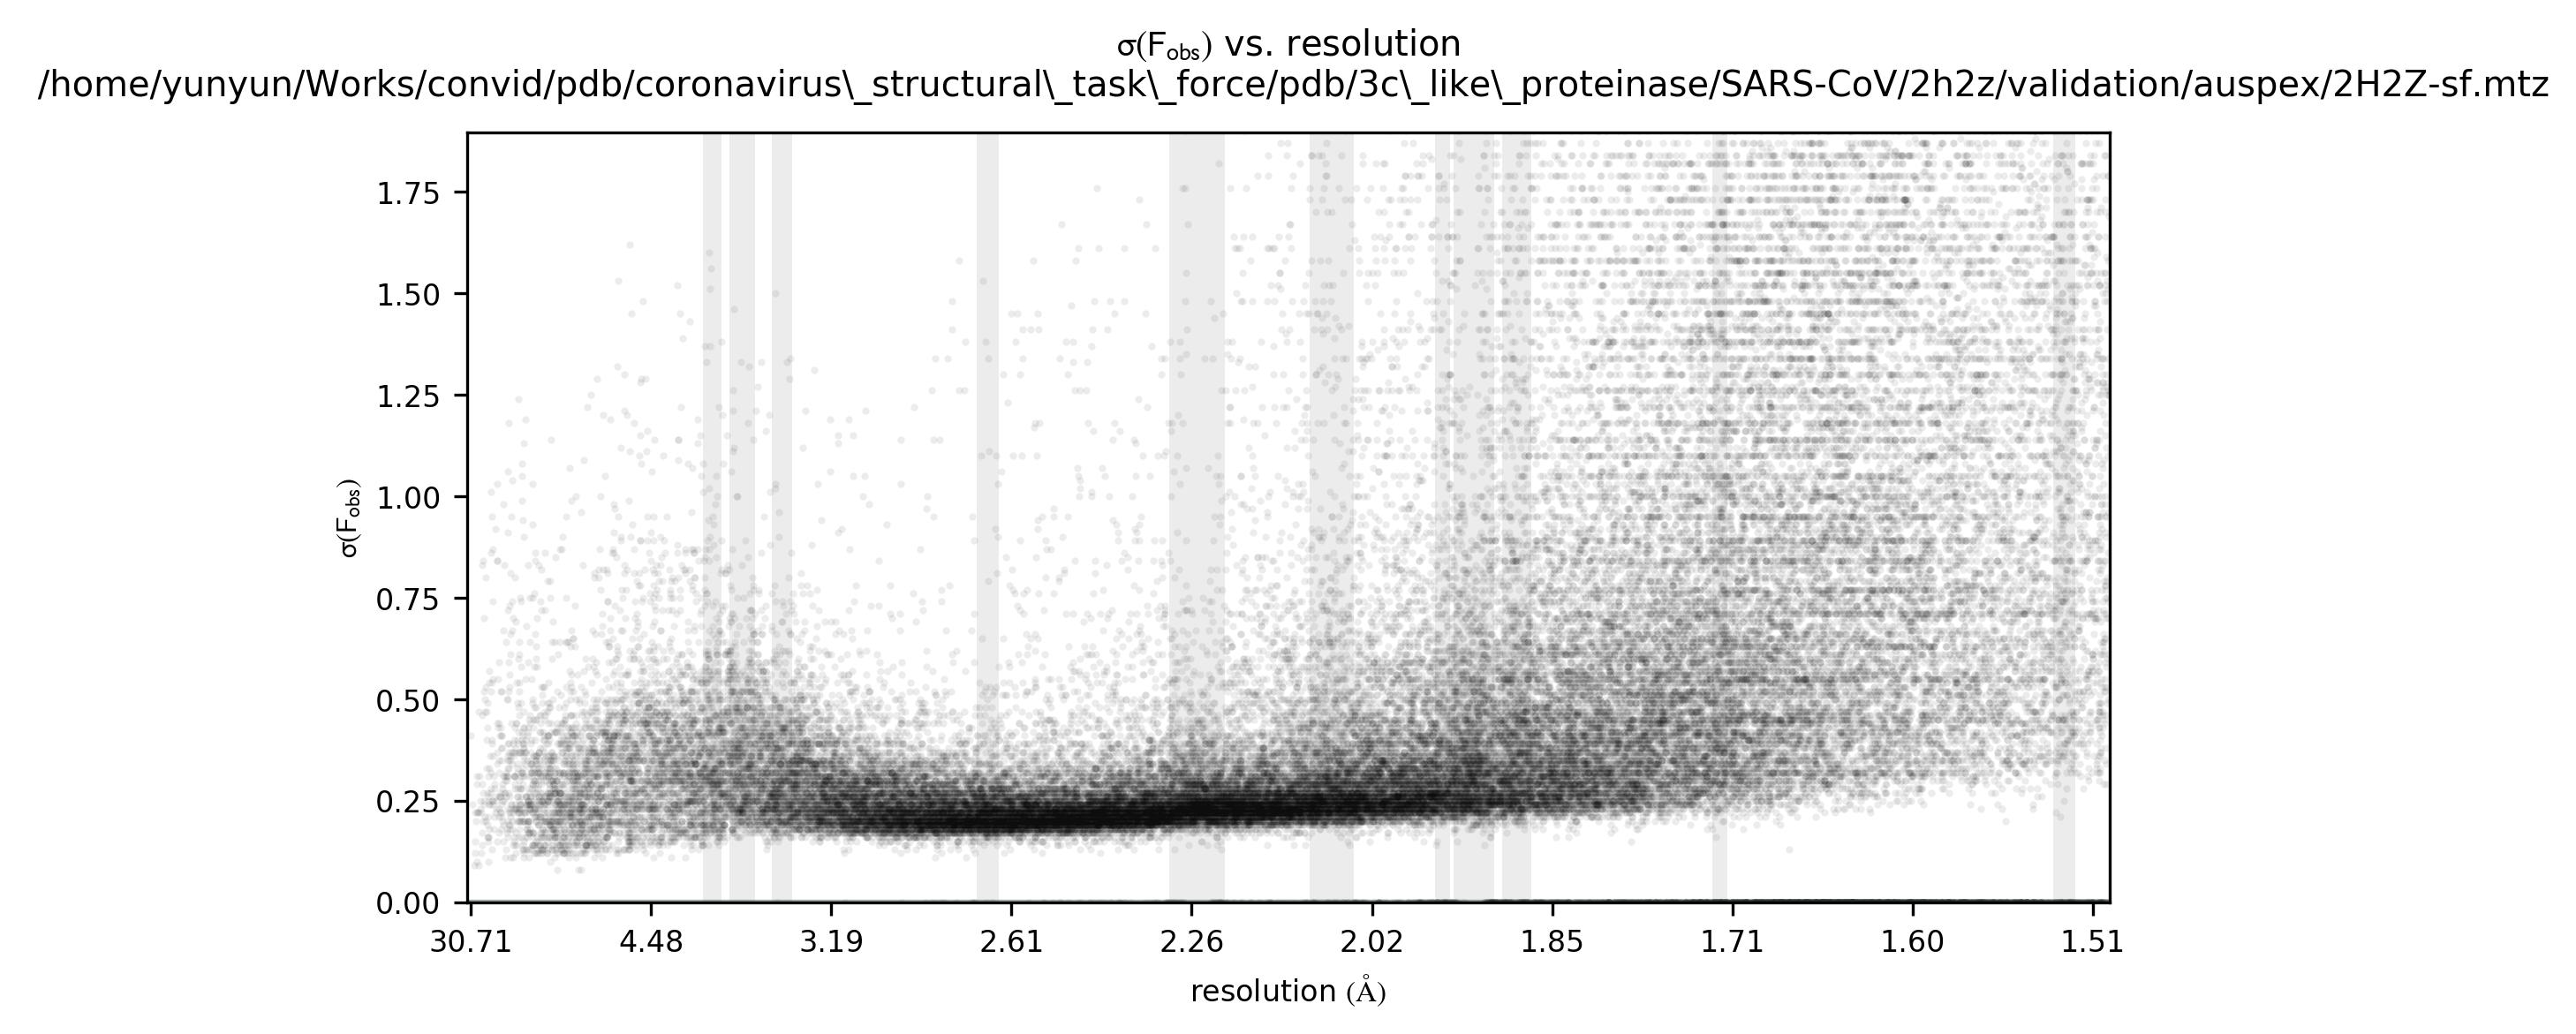 σ(Fobs) vs. resolution
/home/yunyun/Works/convid/pdb/coronavirus\_structural\_task\_force/pdb/3c\_like\_proteinase/SARS-CoV/2h2z/validation/auspex/2H2Z-sf.mtz
σ(Fobs)
1.75
1.50
1.25
1.00
0.75
0.50
0.25
0.00
30.71 4.48 3.19 2.61 2.26 2.02 1.85 1.71 1.60 1.51
resolution (Å)